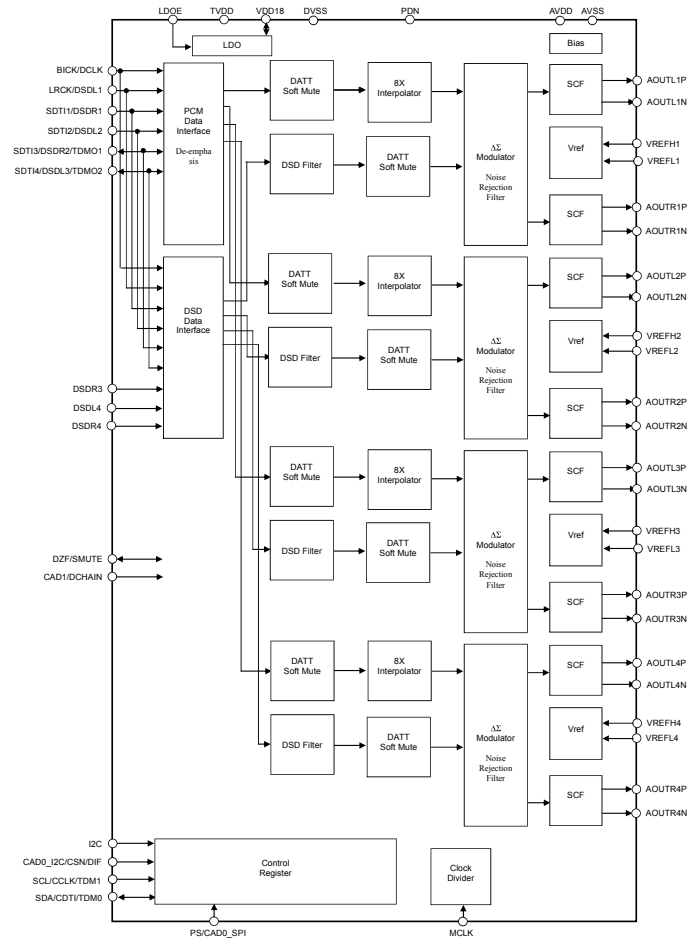 LDOE
TVDD
VDD18
DVSS
PDN
AVDD
AVSS
LDO
Bias
BICK/DCLK
LRCK/DSDL1
SDTI1/DSDR1
SDTI2/DSDL2
SDTI3/DSDR2/TDMO1
SDTI4/DSDL3/TDMO2
PCM
Data
Interface
De-empha
sis
DATT
Soft Mute
8X
Interpolator
DSD Filter
DATT
Soft Mute
ΔΣ
Modulator
Noise
Rejection
Filter
SCF
Vref
SCF
AOUTL1P
AOUTL1N
VREFH1
VREFL1
AOUTR1P
AOUTR1N
DSD
Data
Interface
DATT
Soft Mute
8X
Interpolator
DSD Filter
DATT
Soft Mute
ΔΣ
Modulator
Noise
Rejection
Filter
SCF
Vref
SCF
AOUTL2P
AOUTL2N
VREFH2
VREFL2
AOUTR2P
AOUTR2N
DSDR3
DSDL4
DSDR4
DATT
Soft Mute
8X
Interpolator
DSD Filter
DATT
Soft Mute
ΔΣ
Modulator
Noise
Rejection
Filter
SCF
Vref
SCF
AOUTL3P
AOUTL3N
VREFH3
VREFL3
AOUTR3P
AOUTR3N
DZF/SMUTE
CAD1/DCHAIN
DATT
Soft Mute
8X
Interpolator
DSD Filter
DATT
Soft Mute
ΔΣ
Modulator
Noise
Rejection
Filter
SCF
Vref
SCF
AOUTL4P
AOUTL4N
VREFH4
VREFL4
AOUTR4P
AOUTR4N
I2C
CAD0_I2C/CSN/DIF
SCL/CCLK/TDM1
SDA/CDTI/TDM0
Control
Register
Clock
Divider
PS/CAD0_SPI
MCLK